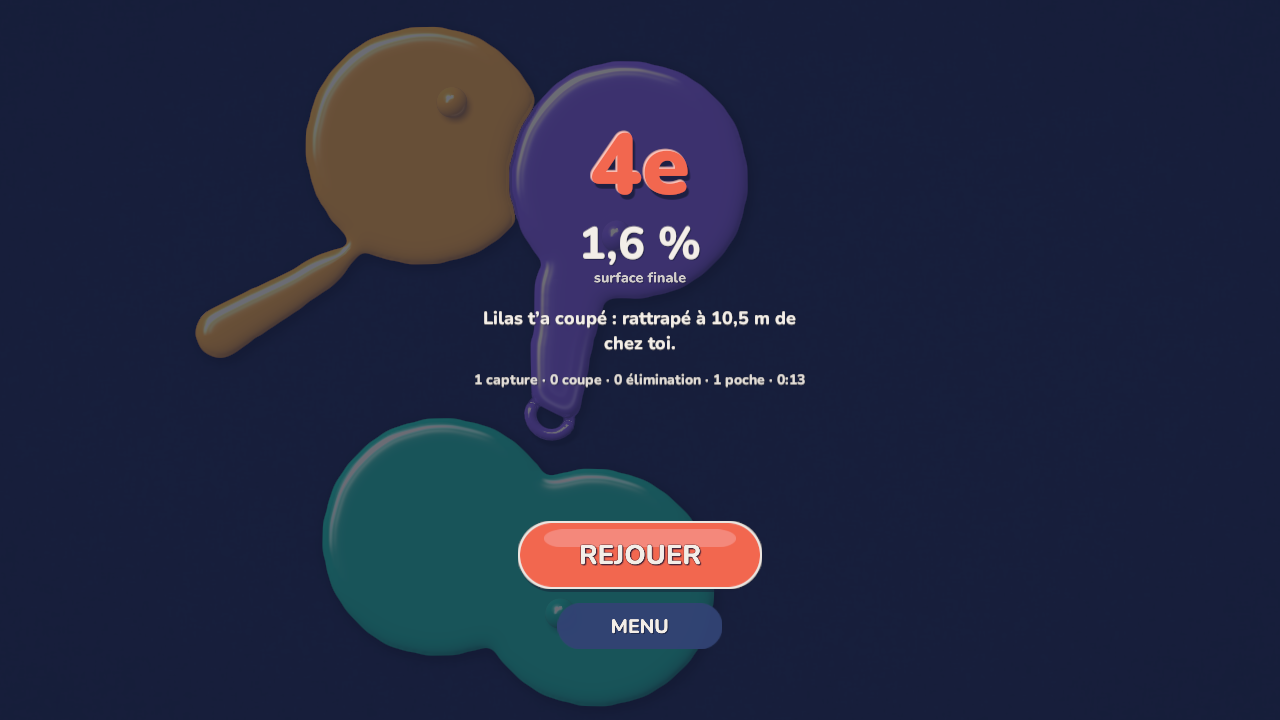 4e
1,6 %
surface finale
Lilas t’a coupé : rattrapé à 10,5 m de
chez toi.
1 capture · 0 coupe · 0 élimination · 1 poche · 0:13
REJOUER
MENU